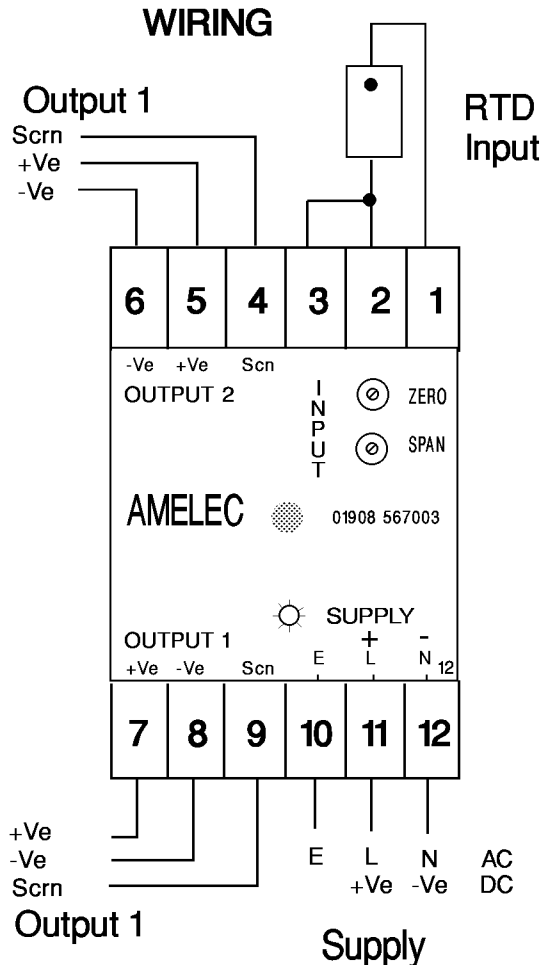 WIRING
Output 1
Scrn
+Ve
-Ve
RTD
Input
6 5 4 3 2 1
-Ve +Ve Scn
OUTPUT 2
INPUT
ZERO
SPAN
AMELEC
01908 567003
SUPPLY
OUTPUT 1
+ -
+Ve -Ve Scn E L N 12
7 8 9 10 11 12
+Ve
-Ve
Scrn
Output 1
E L N AC
+Ve -Ve DC
Supply